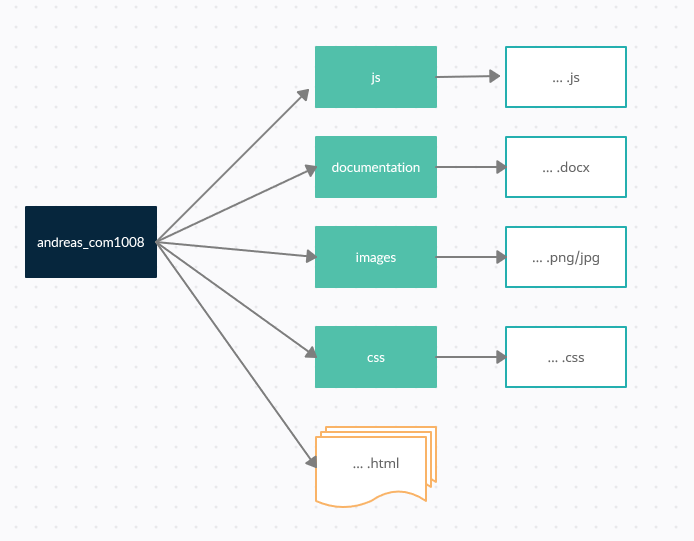 js
... .js
documentation
... .docx
andreas_com1008
images
... .png/jpg
css
... .css
... .html